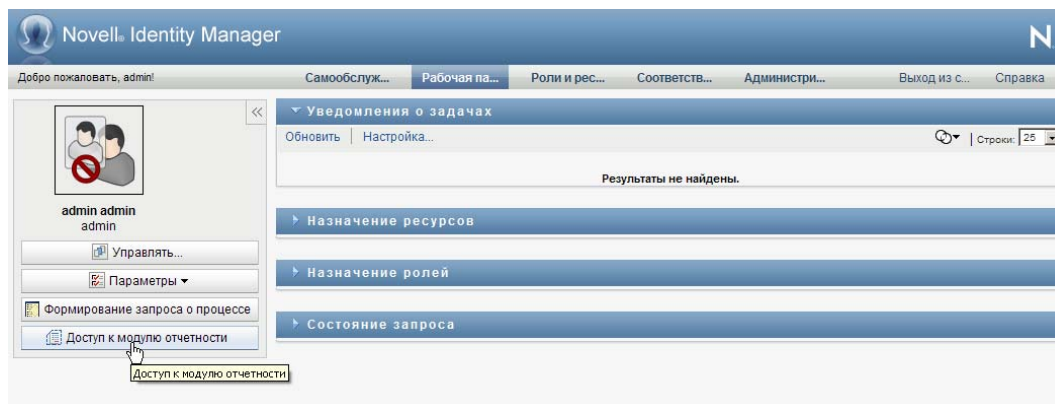 Novell® Identity Manager
N
Добро пожаловать, admin!
Самообслуж... Рабочая па... Роли и рес... Соответств... Администри... Выход из с... Справка
Уведомления о задачах
Обновить | Настройка...
Строки: 25
Результаты не найдены.
admin admin
admin
Назначение ресурсов
Управлять...
Назначение ролей
Параметры
Формирование запроса о процессе
Состояние запроса
Доступ к модулю отчетности
Доступ к модулю отчетности